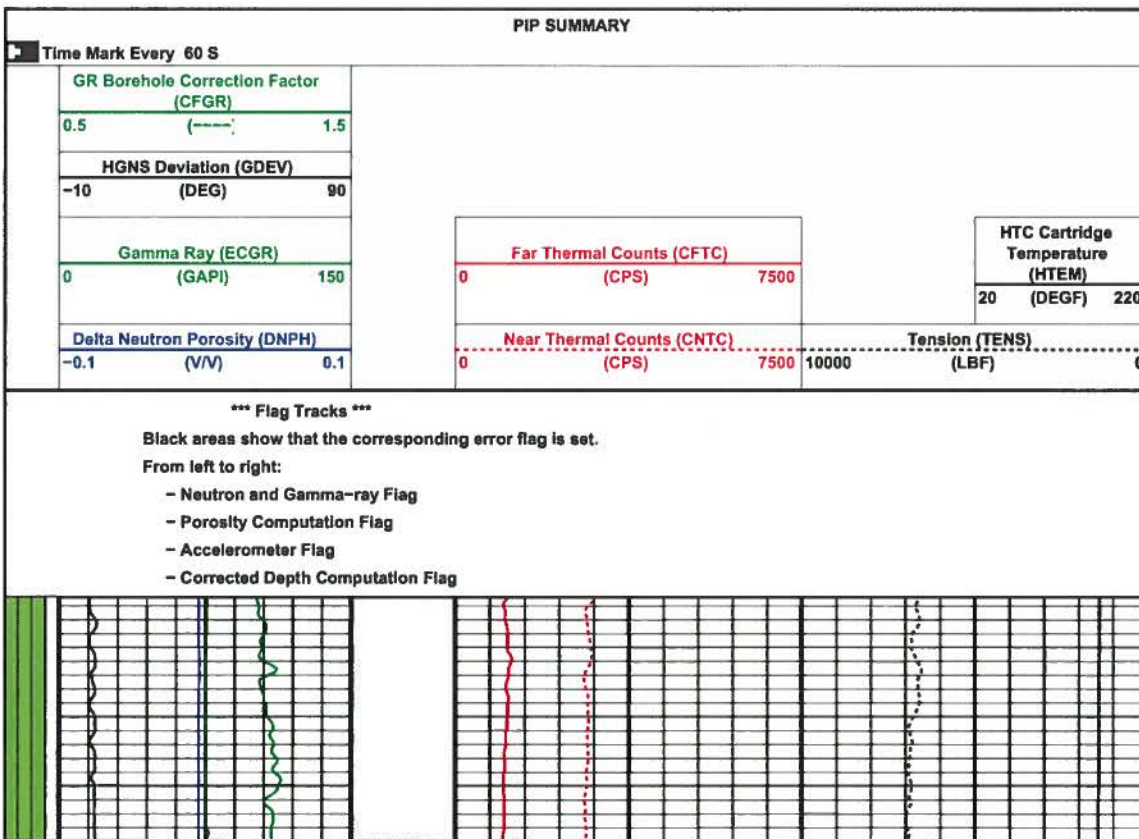 PIP SUMMARY
Time Mark Every 60 S
GR Borehole Correction Factor
(CFGR)
0.5 (----) 1.5
HGNS Deviation (GDEV)
−10 (DEG) 90
Gamma Ray (ECGR)
0 (GAPI) 150
Far Thermal Counts (CFTC)
0 (CPS) 7500
HTC Cartridge
Temperature
(HTEM)
20 (DEGF) 220
Delta Neutron Porosity (DNPH)
−0.1 (V/V) 0.1
Near Thermal Counts (CNTC)
0 (CPS) 7500
Tension (TENS)
10000 (LBF) 0
*** Flag Tracks ***
Black areas show that the corresponding error flag is set.
From left to right:
− Neutron and Gamma−ray Flag
− Porosity Computation Flag
− Accelerometer Flag
− Corrected Depth Computation Flag